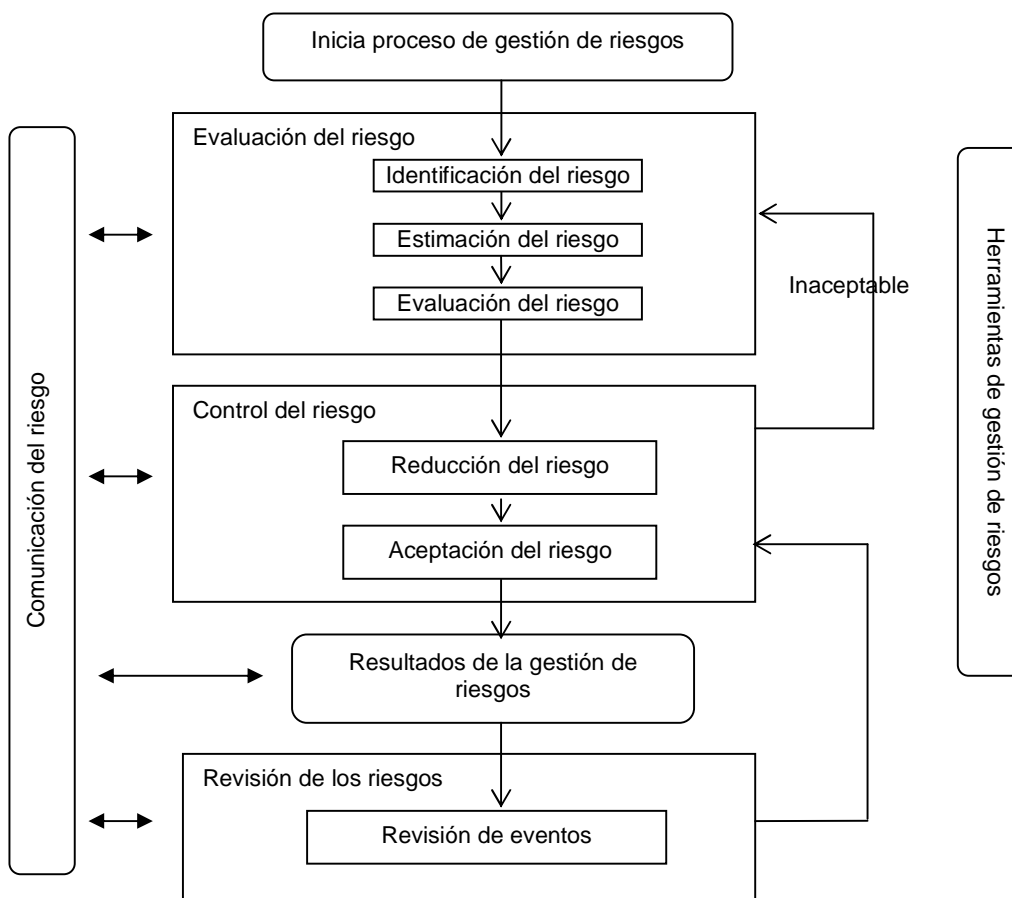 Inicia proceso de gestión de riesgos
Evaluación del riesgo
Identificación del riesgo
Estimación del riesgo
Evaluación del riesgo
Inaceptable
Control del riesgo
Reducción del riesgo
Aceptación del riesgo
Resultados de la gestión de
riesgos
Revisión de los riesgos
Revisión de eventos
Comunicación del riesgo
Herramientas de gestión de riesgos